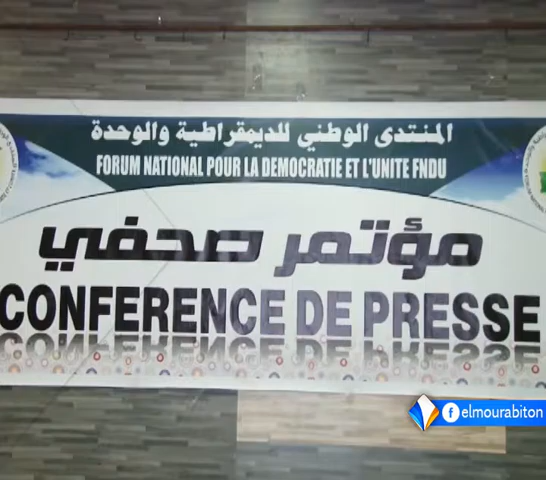 المنتدى الوطني للديمقراطية والوحدة
FORUM NATIONAL POUR LA DEMOCRATIE ET L'UNITE FNDU
مؤتمر صحفي
CONFERENCE DE PRESSE
elmourabiton